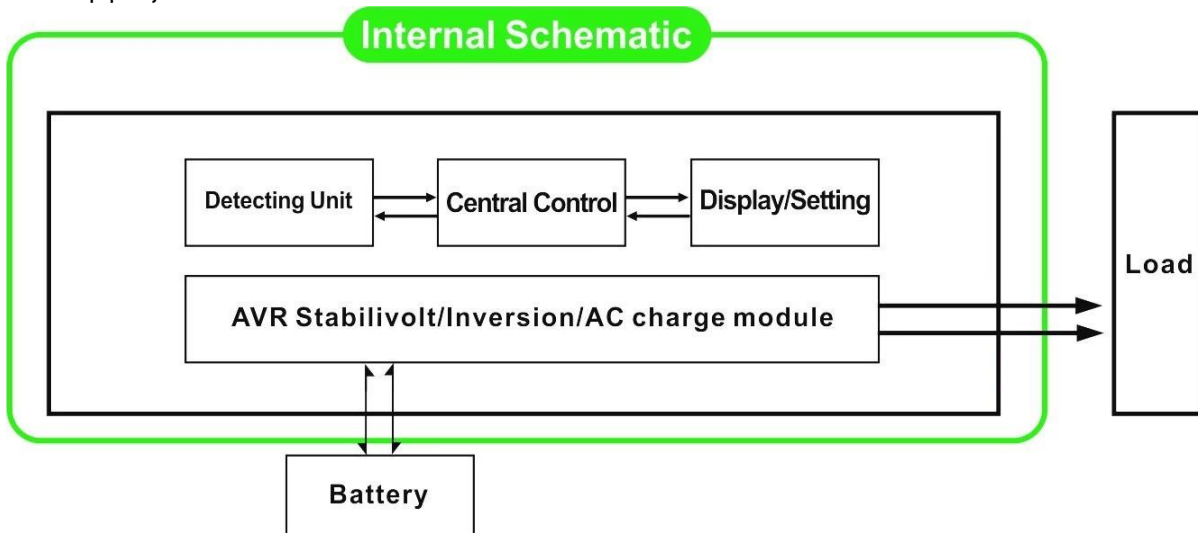 Internal Schematic
Detecting Unit
Central Control
Display/Setting
Load
AVR Stabilivolt/Inversion/AC charge module
Battery